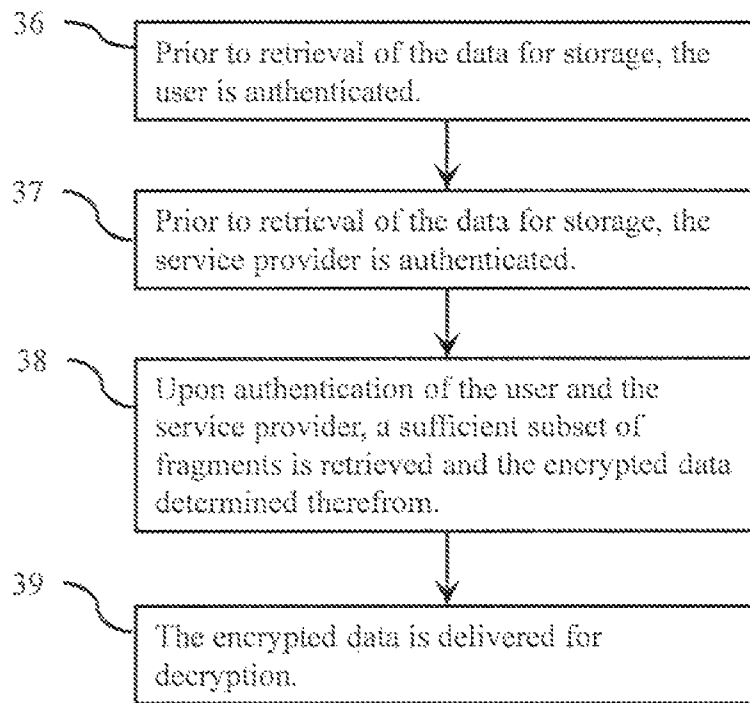 36
Prior to retrieval of the data for storage, the
user is authenticated.
37
Prior to retrieval of the data for storage, the
service provider is authenticated.
38
Upon authentication of the user and the
service provider, a sufficient subset of
fragments is retrieved and the encrypted data
determined therefrom.
39
The encrypted data is delivered for
decryption.